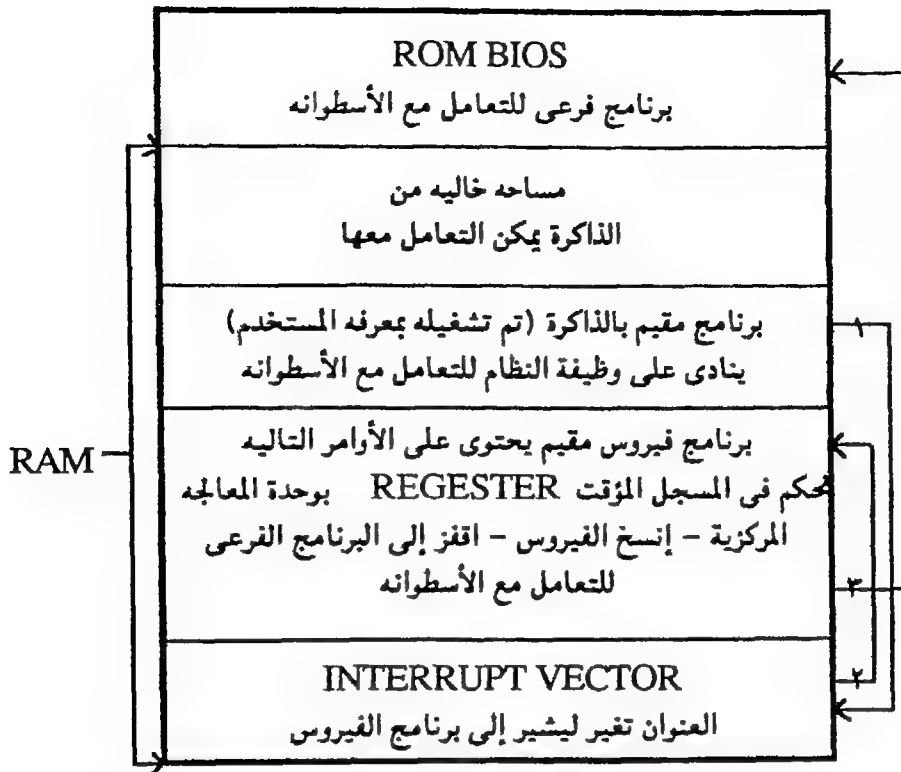 ROM BIOS
برنامج فرعى للتعامل مع الأسطوانه
مساحه خاليه من
الذاكرة يمكن التعامل معها
برنامج مقيم بالذاكرة (تم تشغيله بمعرفه المستخدم)
ينادى على وظيفة النظام للتعامل مع الأسطوانه
١
برنامج فيروس مقيم يحتوى على الأوامر التاليه
تحكم فى المسجل المؤقت REGESTER بوحدة المعالجه
المركزية - إنسخ الفيروس - اقفز إلى البرنامج الفرعى
للتعامل مع الأسطوانه
٣
RAM
INTERRUPT VECTOR
٢
العنوان تغير ليشير إلى برنامج الفيروس